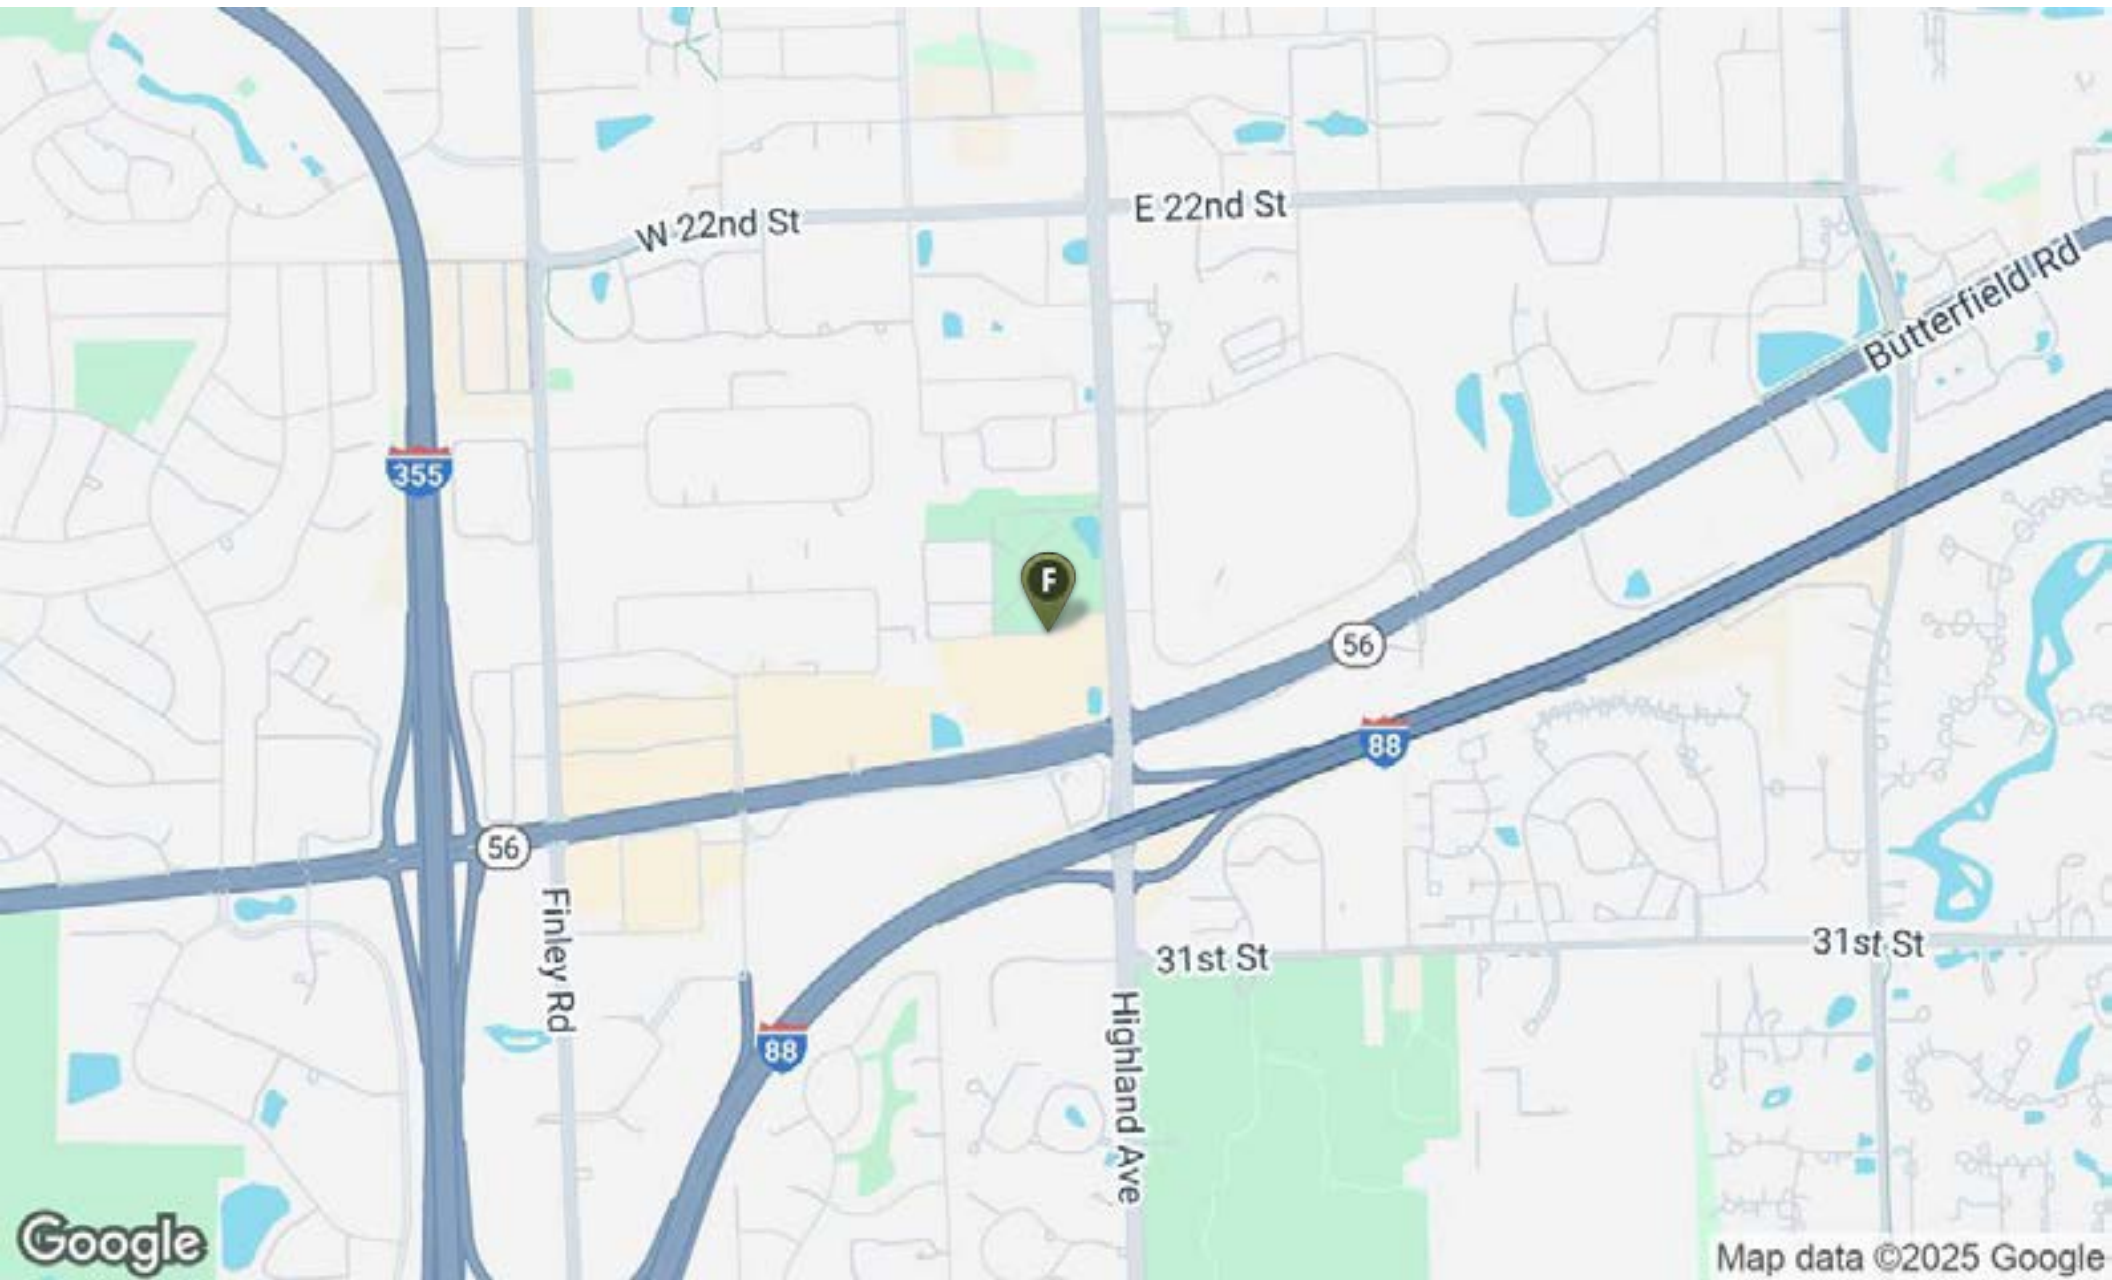 W 22nd St
E 22nd St
Butterfield Rd
355
F
56
88
56
Finley Rd
31st St
31st St
88
Highland Ave
Google
Map data ©2025 Google